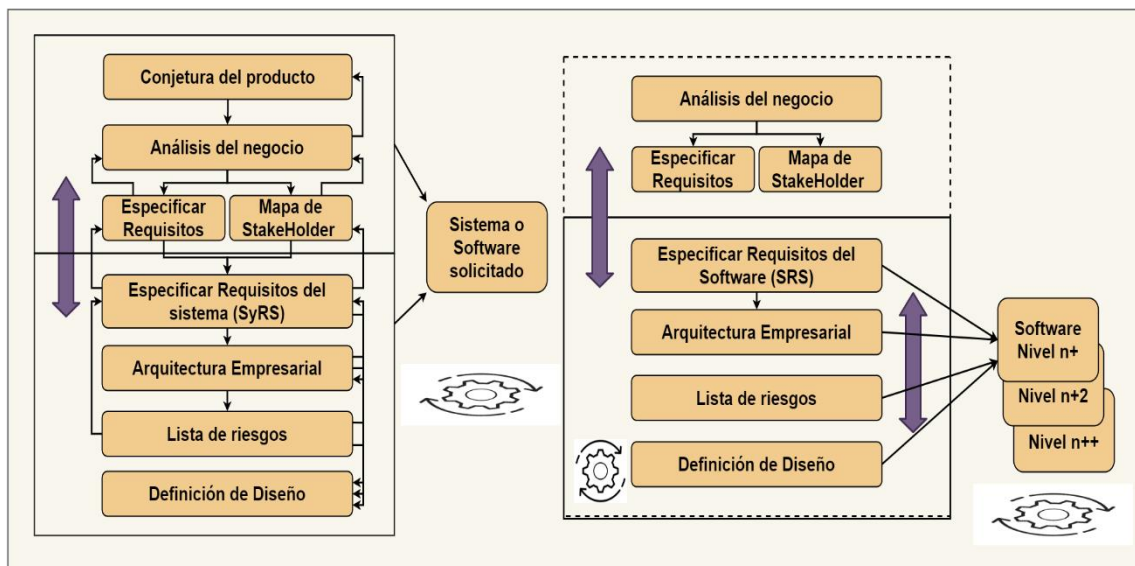 Conjetura del producto
Análisis del negocio
Especificar
Requisitos
Mapa de
StakeHolder
Especificar Requisitos del
sistema (SyRS)
Arquitectura Empresarial
Lista de riesgos
Definición de Diseño
Sistema o
Software
solicitado
Análisis del negocio
Especificar
Requisitos
Mapa de
StakeHolder
Especificar Requisitos del
Software (SRS)
Arquitectura Empresarial
Lista de riesgos
Definición de Diseño
Software
Nivel n+
Nivel n+2
Nivel n++